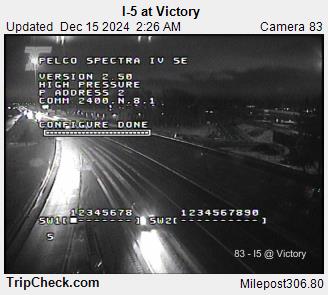 I-5 at Victory
Updated Dec 15 2024 2:26 AM Camera 83
PELCO SPECTRA IV SE
VERSION 2.50
HIGH PRESSURE
P ADDRESS 2
COMM 2400.N.8.1
CONFIGURE DONE
12345678 1234567890
SW1[■-------] SW2[----------]
S
83 - I5 @ Victory
TripCheck.com Milepost306.80